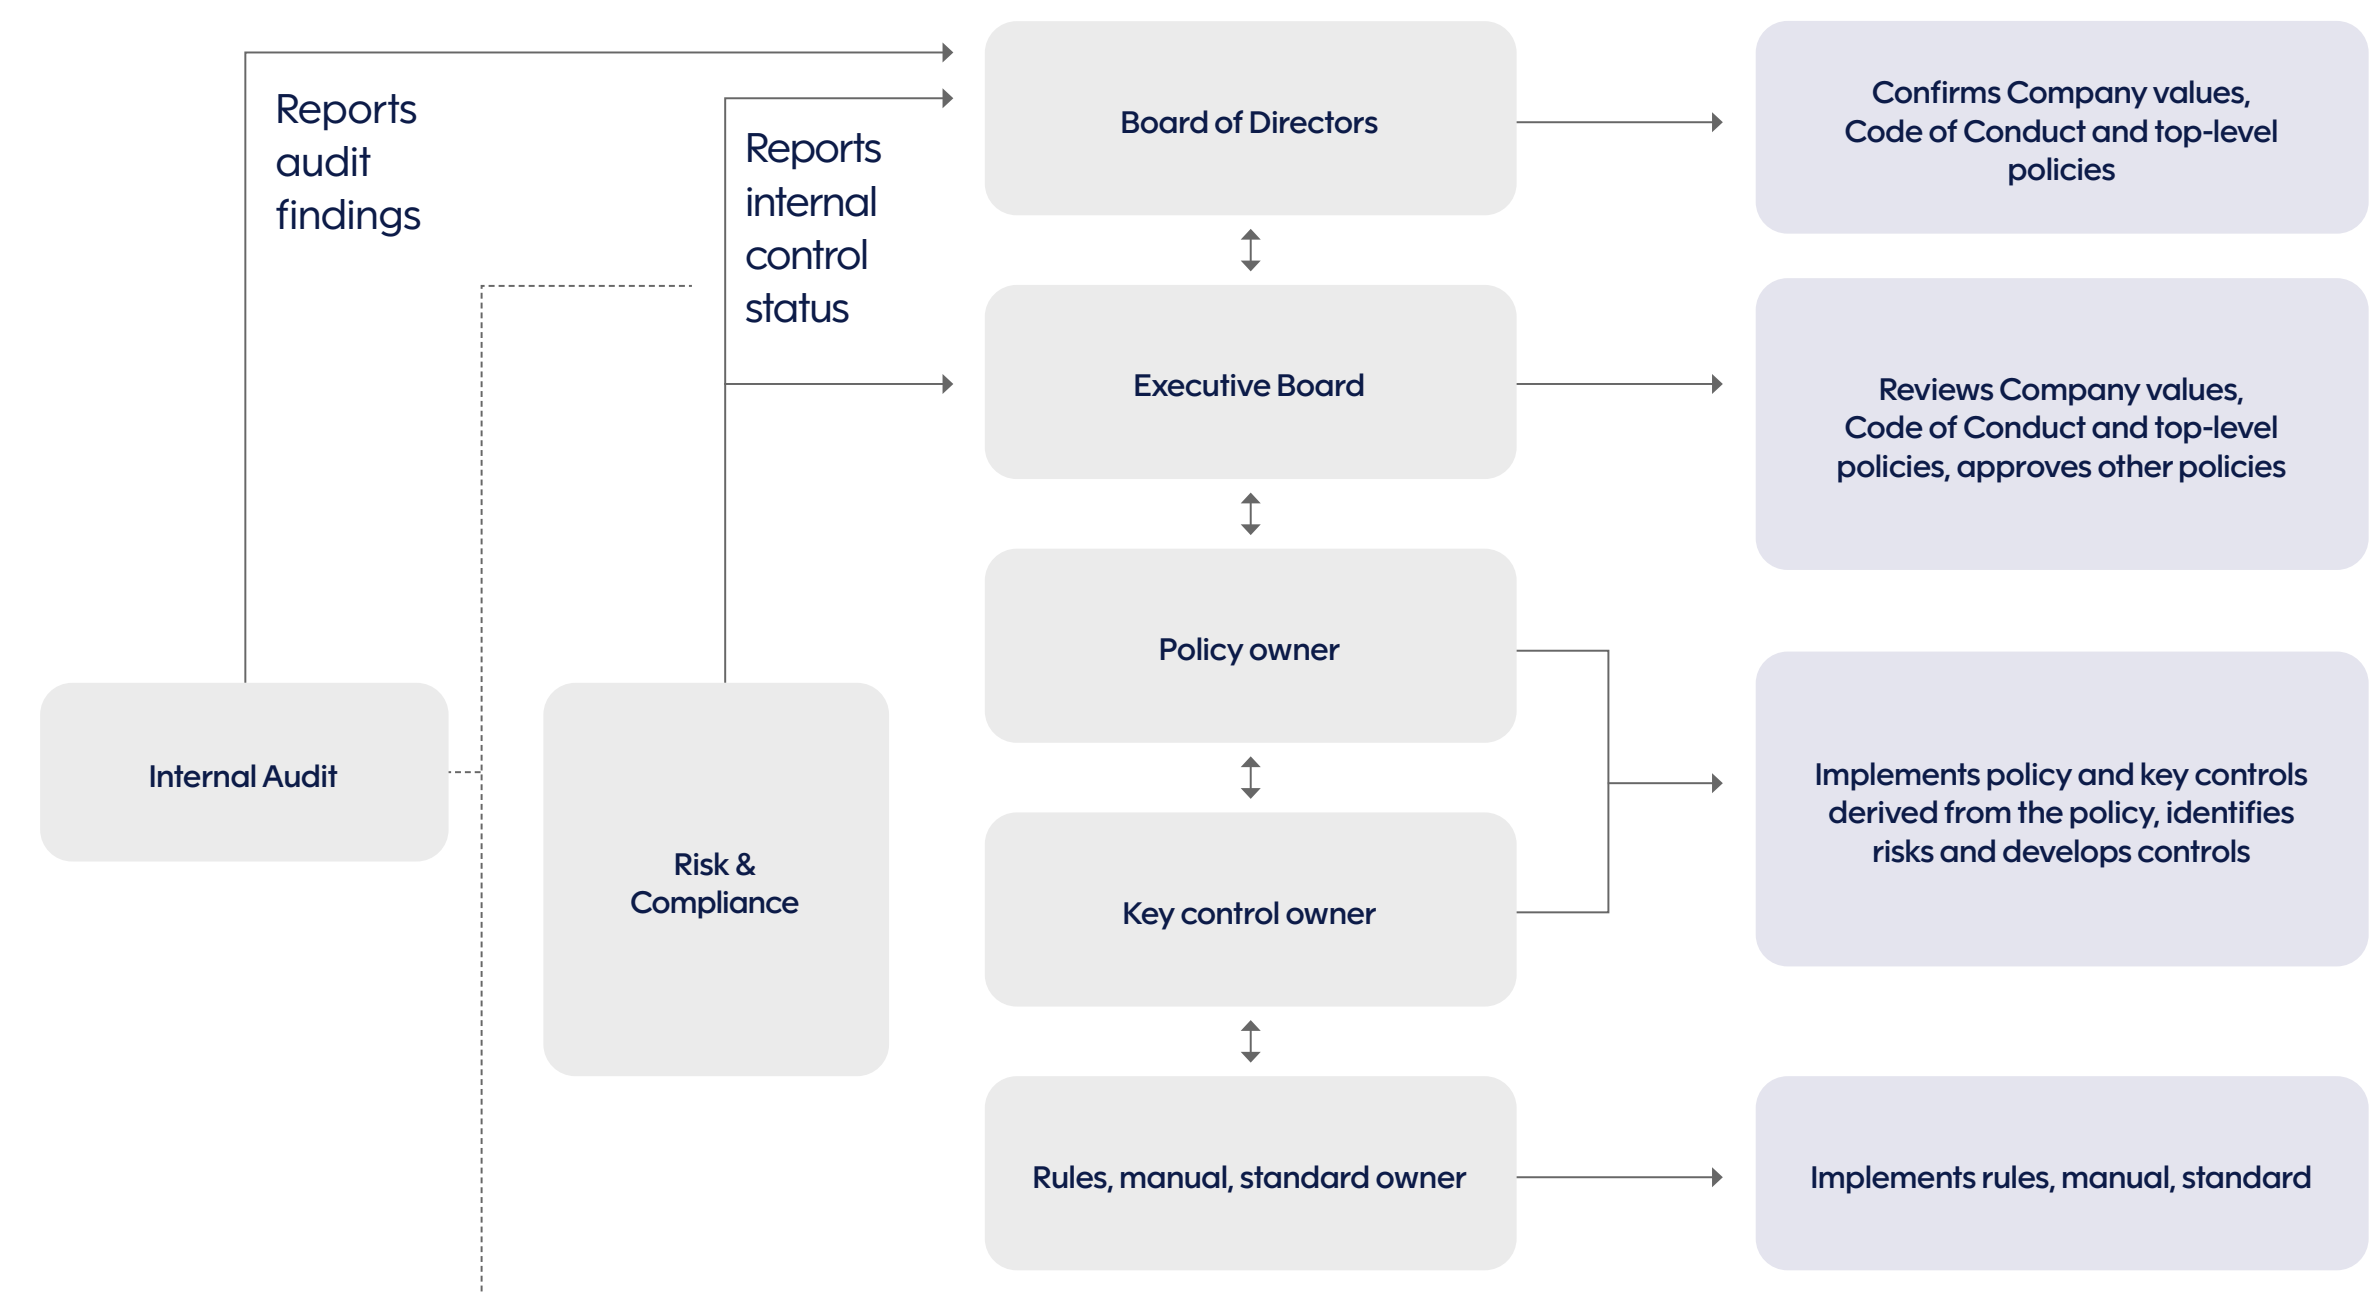 Reports
audit
findings
Reports
internal
control
status
Board of Directors
Confirms Company values,
Code of Conduct and top-level
policies
Executive Board
Reviews Company values,
Code of Conduct and top-level
policies, approves other policies
Policy owner
Internal Audit
Risk &
Compliance
Implements policy and key controls
derived from the policy, identifies
risks and develops controls
Key control owner
Rules, manual, standard owner
Implements rules, manual, standard